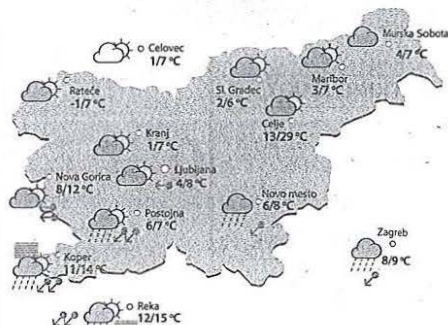 Celovec
1/7 °C
Murska Sobota
4/7 °C
Rateče
-1/7 °C
Sl. Gradec
2/6 °C
Maribor
3/7 °C
Celje
13/29 °C
Kranj
1/7 °C
Ljubljana
4/8 °C
Nova Gorica
8/12 °C
Novo mesto
6/8 °C
Postojna
6/7 °C
Zagreb
8/9 °C
Koper
11/14 °C
Reka
12/15 °C